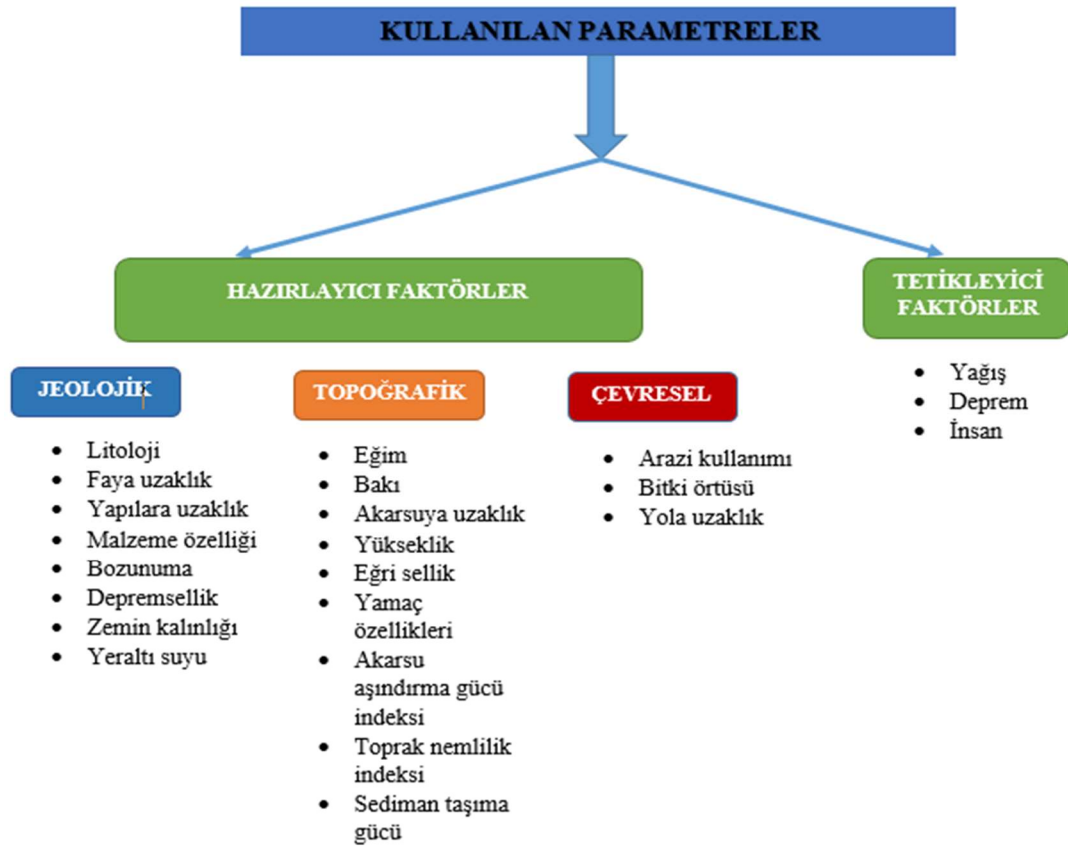 KULLANILAN PARAMETRELER
HAZIRLAYICI FAKTÖRLER
TETİKLEYİCİ
FAKTÖRLER
JEOLOJİK
• Litoloji
• Faya uzaklık
• Yapılara uzaklık
• Malzeme özelliği
• Bozunuma
• Depremsellik
• Zemin kalınlığı
• Yeraltı suyu
TOPOĞRAFİK
• Eğim
• Bakı
• Akarsuya uzaklık
• Yükseklik
• Eğri sellik
• Yamaç
özellikleri
• Akarsu
aşındırma gücü
indeksi
• Toprak nemlilik
indeksi
• Sediman taşıma
gücü
ÇEVRESEL
• Arazi kullanımı
• Bitki örtüsü
• Yola uzaklık
• Yağış
• Deprem
• İnsan